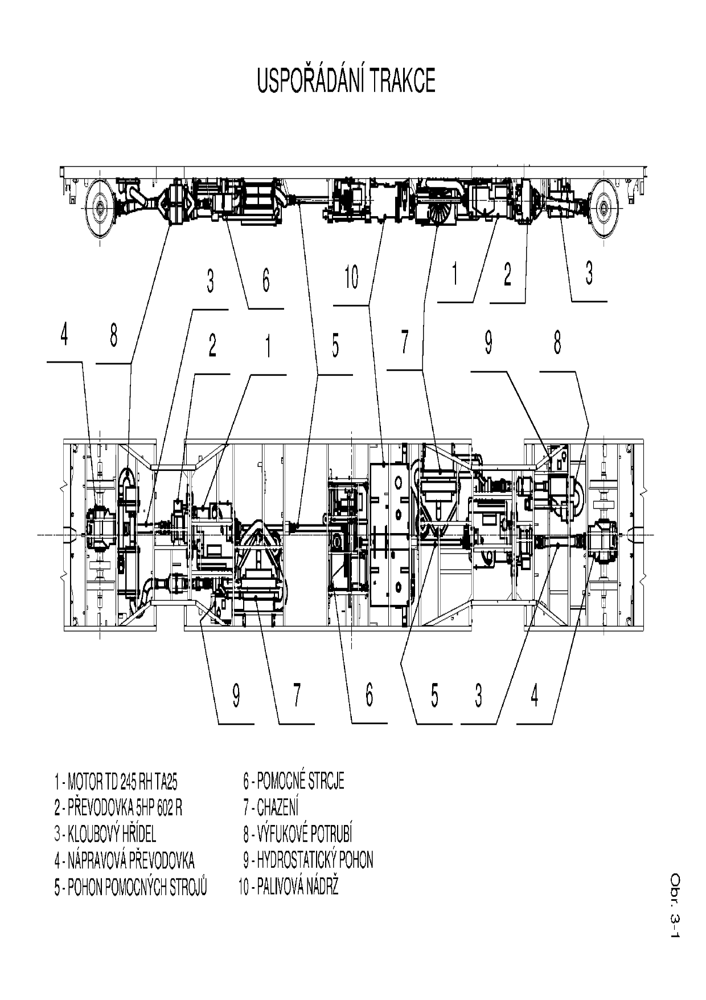 USPOŘÁDÁNÍ TRAKCE
3 6 10 1 2 3
4 8 2 1 5 7 9 8
9 7 6 5 3 4
1 - MOTOR TD 245 RH TA25
2 - PŘEVODOVKA 5HP 602 R
3 - KLOUBOVÝ HŘÍDEL
4 - NÁPRAVOVÁ PŘEVODOVKA
5 - POHON POMOCNÝCH STROJŮ
6 - POMOCNÉ STRCJE
7 - CHAZENÍ
8 - VÝFUKOVÉ POTRUBÍ
9 - HYDROSTATICKÝ POHON
10 - PALIVOVÁ NÁDRŽ
Obr. 3-1